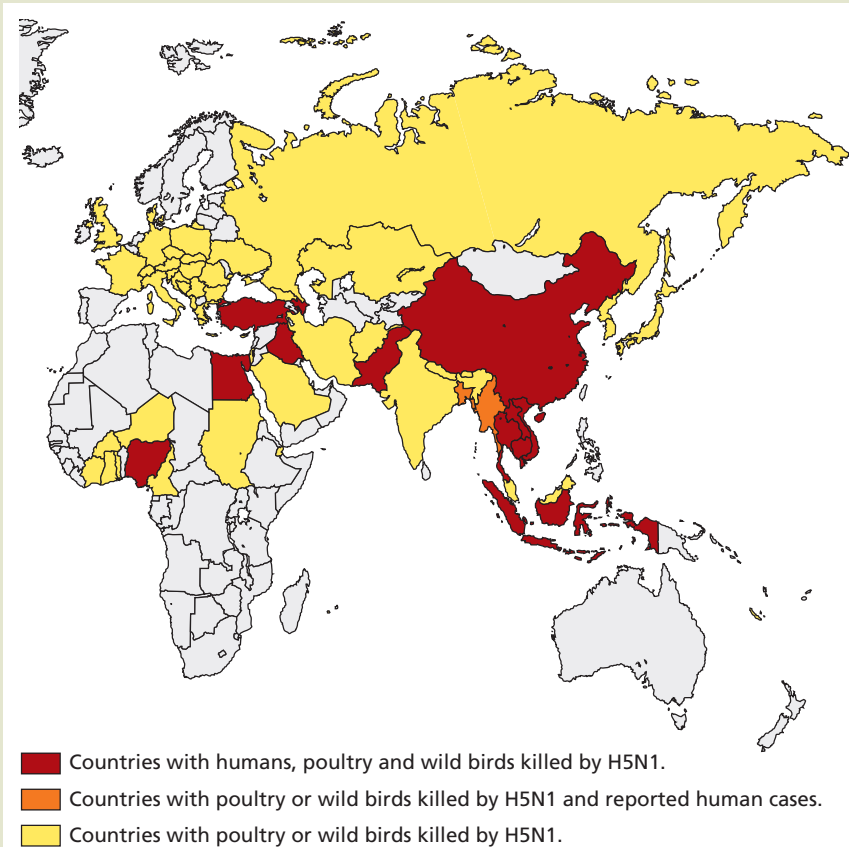 Countries with humans, poultry and wild birds killed by H5N1.
Countries with poultry or wild birds killed by H5N1 and reported human cases.
Countries with poultry or wild birds killed by H5N1.